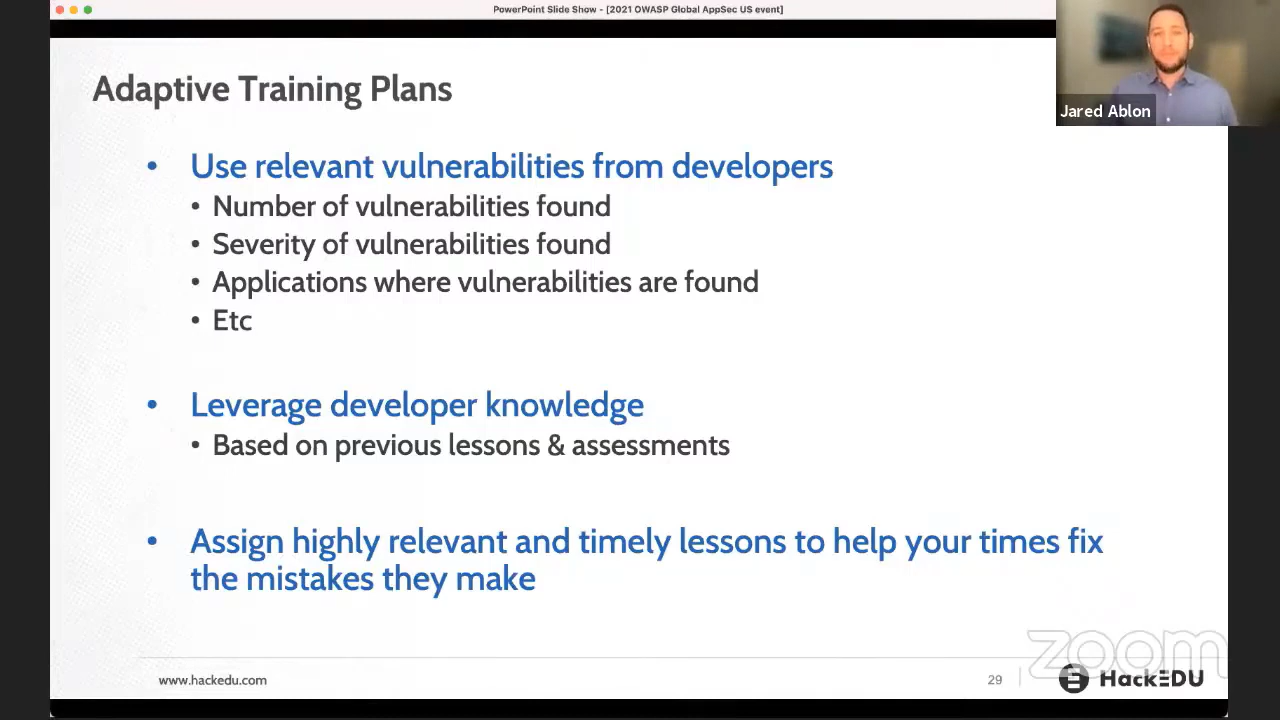 PowerPoint Slide Show - [2021 OWASP Global AppSec US event]
Adaptive Training Plans
Jared Ablon
• Use relevant vulnerabilities from developers
• Number of vulnerabilities found
• Severity of vulnerabilities found
• Applications where vulnerabilities are found
• Etc
• Leverage developer knowledge
• Based on previous lessons & assessments
• Assign highly relevant and timely lessons to help your times fix
the mistakes they make
zoom
www.hackedu.com
29
HackEDU